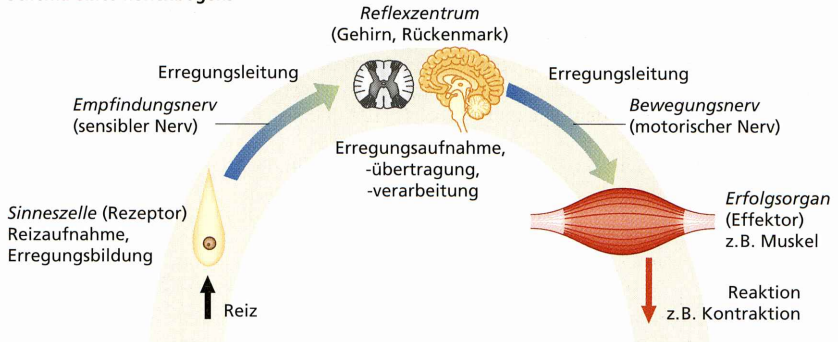 Reflexzentrum
(Gehirn, Rückenmark)
Erregungsleitung
Empfindungsnerv
(sensibler Nerv)
Erregungsleitung
Bewegungsnerv
(motorischer Nerv)
Erregungsaufnahme,
-übertragung,
-verarbeitung
Sinneszelle (Rezeptor)
Reizaufnahme,
Erregungsbildung
Reiz
Erfolgsorgan
(Effektor)
z.B. Muskel
Reaktion
z.B. Kontraktion